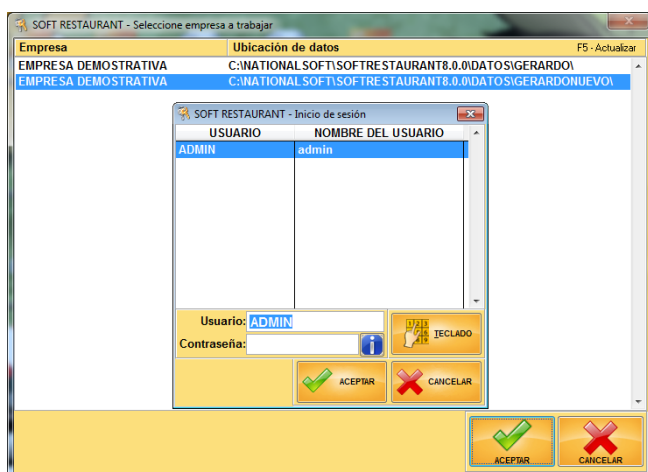 SOFT RESTAURANT - Seleccione empresa a trabajar
Empresa Ubicación de datos F5 - Actualizar
EMPRESA DEMOSTRATIVA C:\NATIONALSOFT\SOFTRESTAURANT8.0.0\DATOS\GERARDO\
EMPRESA DEMOSTRATIVA C:\NATIONALSOFT\SOFTRESTAURANT8.0.0\DATOS\GERARDONUEVO\
SOFT RESTAURANT - Inicio de sesión
USUARIO NOMBRE DEL USUARIO
ADMIN admin
Usuario: ADMIN
TECLADO
Contraseña:
ACEPTAR CANCELAR
ACEPTAR CANCELAR